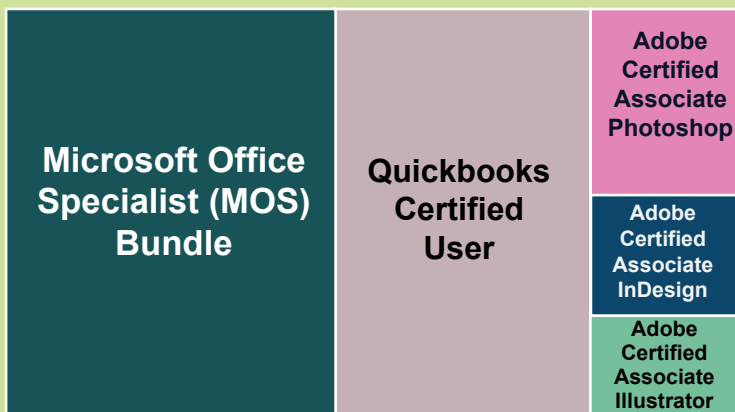 Microsoft Office
Specialist (MOS)
Bundle
Quickbooks
Certified
User
Adobe
Certified
Associate
Photoshop
Adobe
Certified
Associate
InDesign
Adobe
Certified
Associate
Illustrator